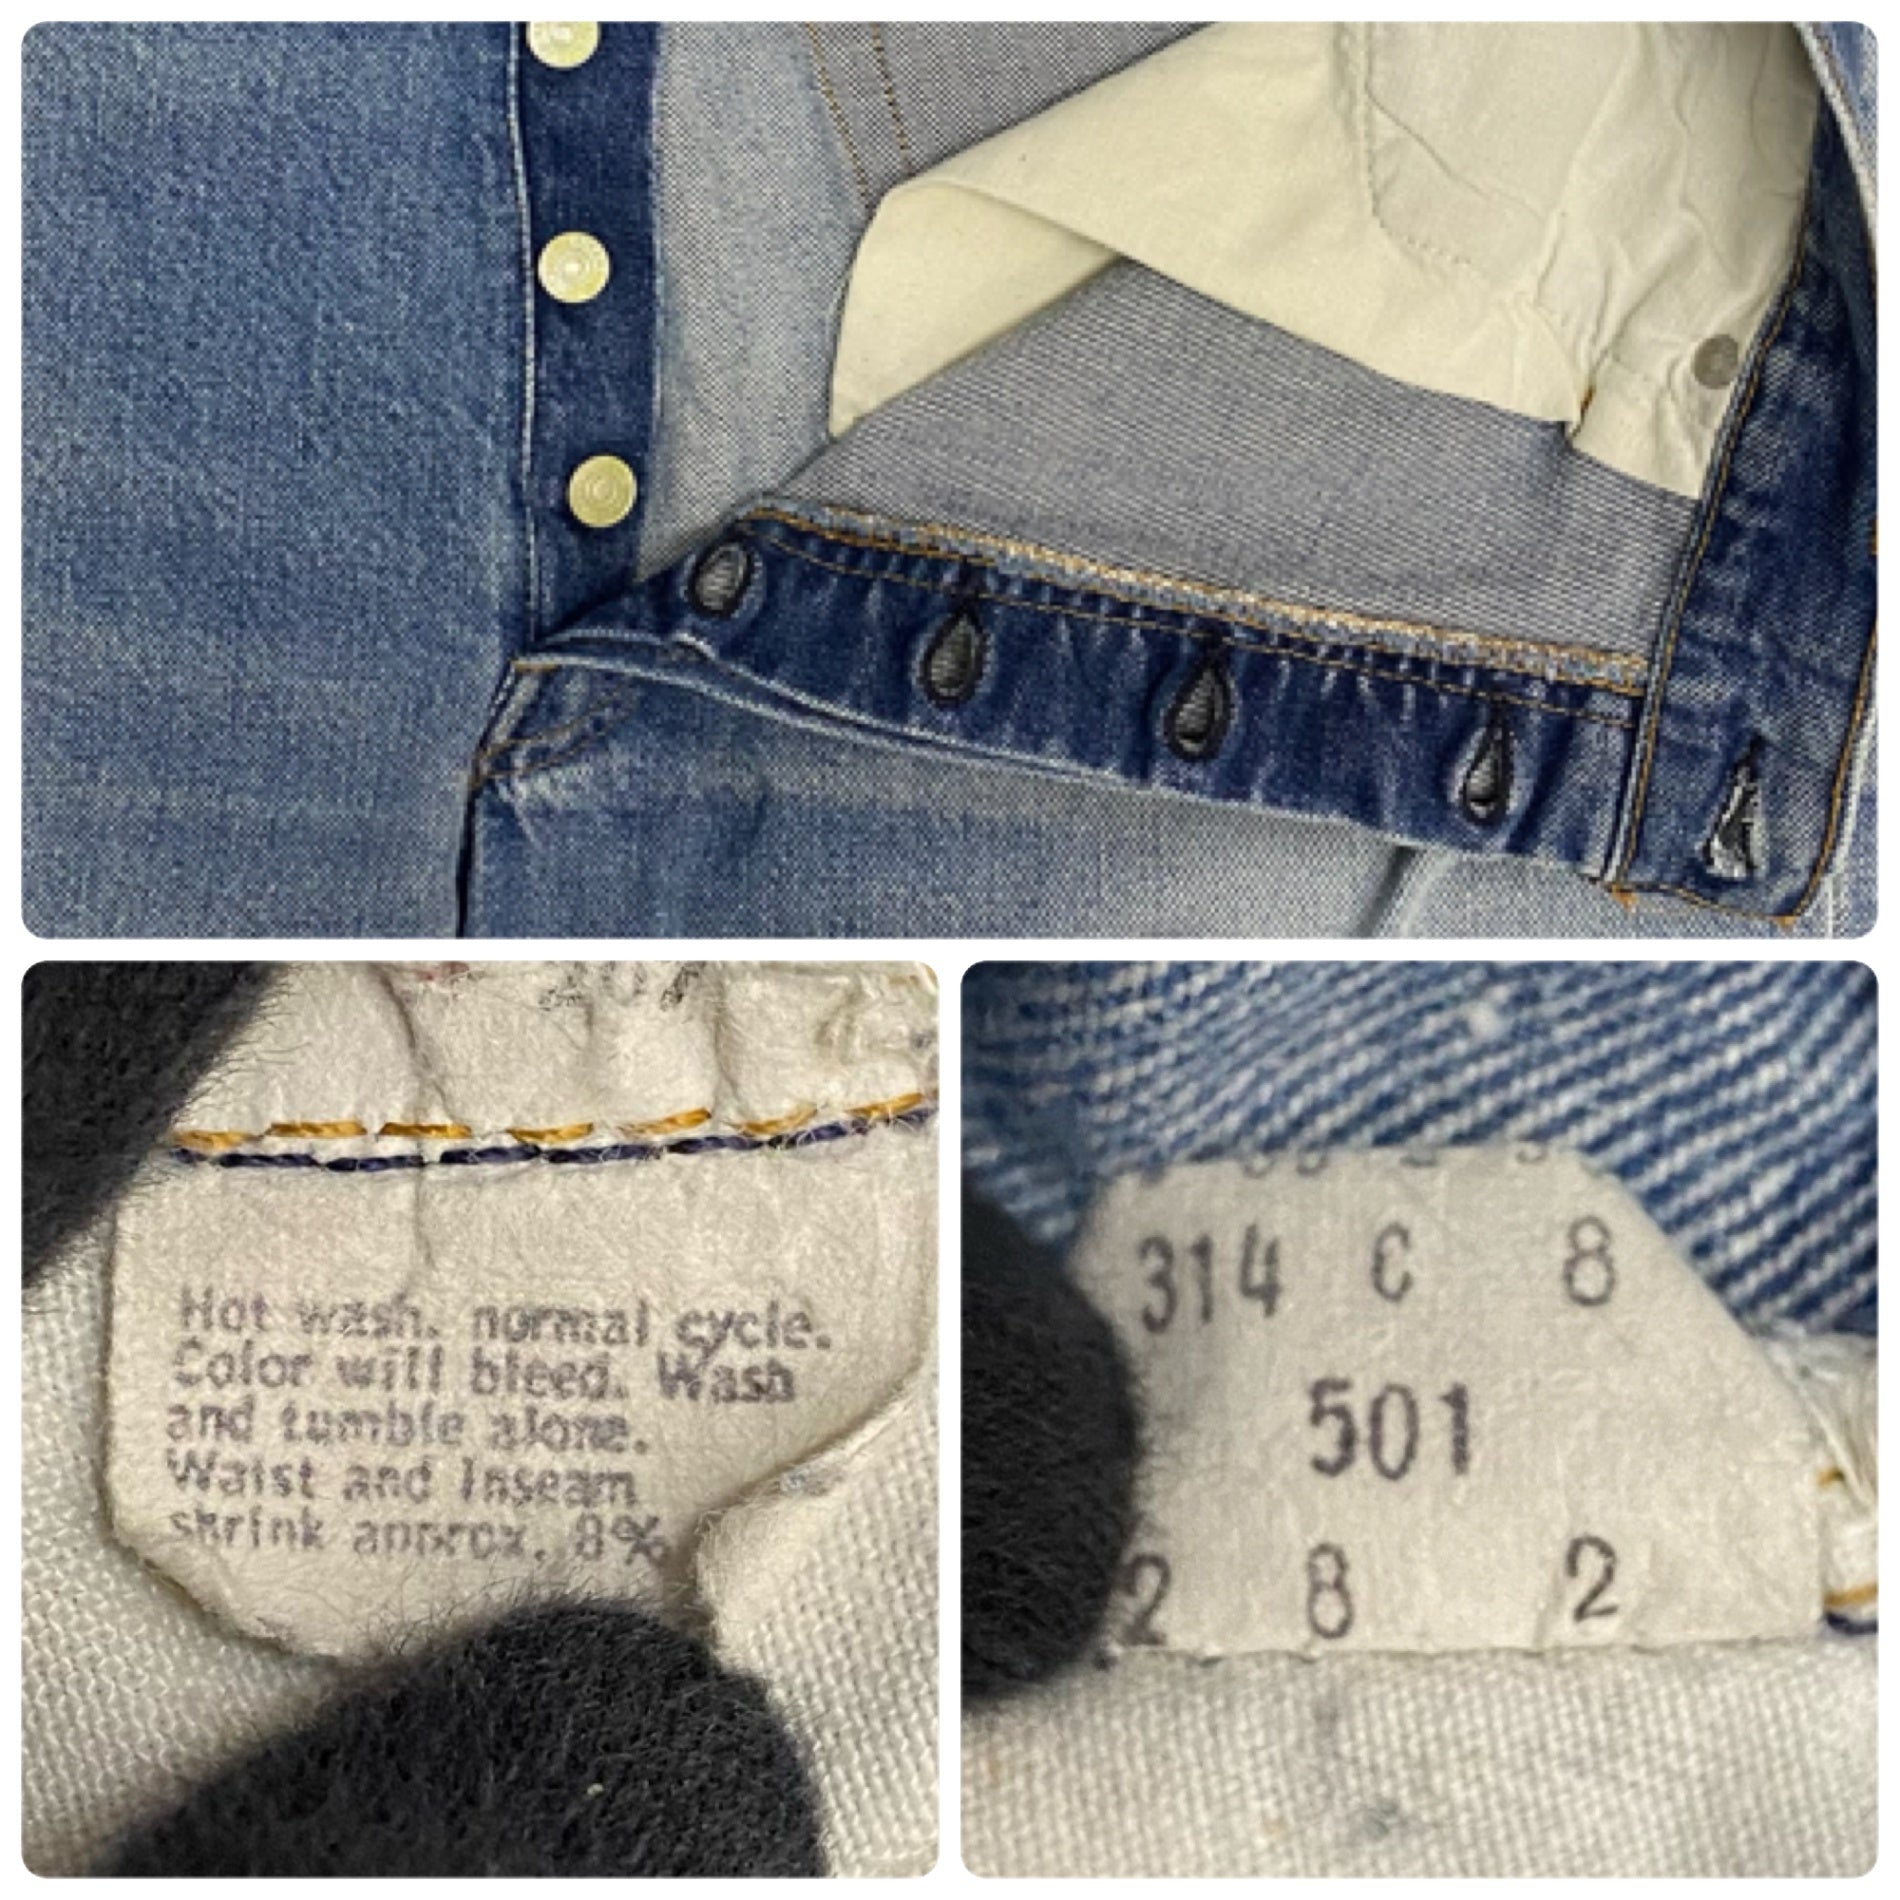 Hot wash, normal cycle.
Color will bleed. Wash
and tumble alone.
Waist and Inseam
shrink approx. 8%
314 C 8
501
2 8 2